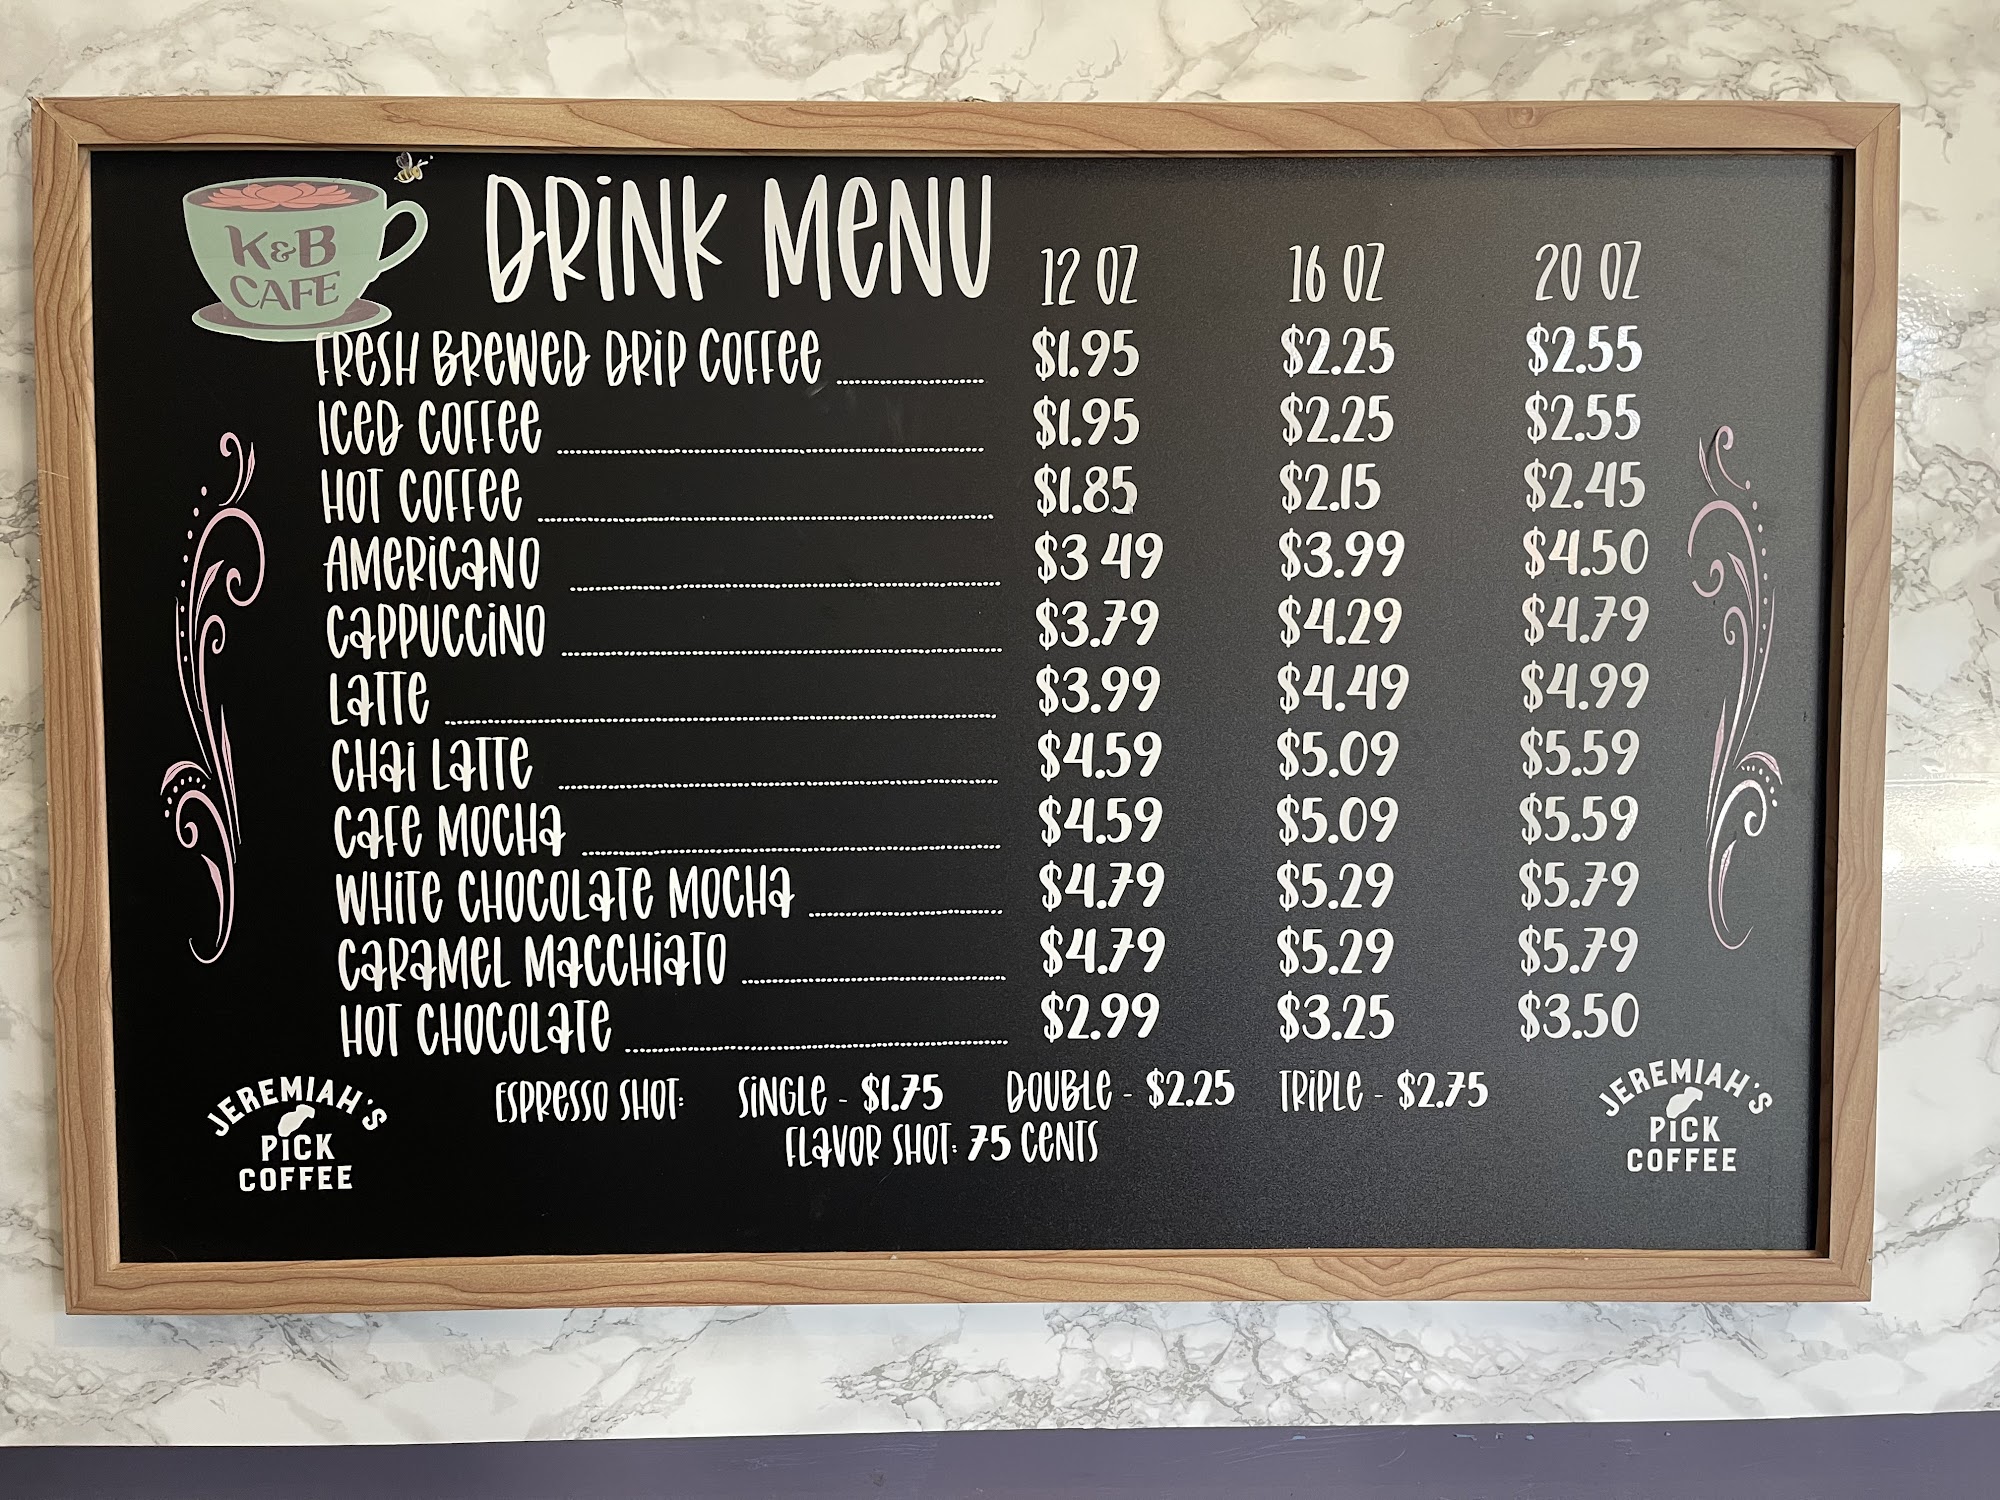 K&B
CAFE
DRINK MENU 12 OZ 16 OZ 20 OZ
FRESH BREWED DRIP COFFEE $1.95 $2.25 $2.55
ICED COFFEE $1.95 $2.25 $2.55
HOT COFFEE $1.85 $2.15 $2.45
AMERICANO $3 49 $3.99 $4.50
CAPPUCCINO $3.79 $4.29 $4.79
LATTE $3.99 $4.49 $4.99
CHAI LATTE $4.59 $5.09 $5.59
CAFE MOCHA $4.59 $5.09 $5.59
WHITE CHOCOLATE MOCHA $4.79 $5.29 $5.79
CARAMEL MACCHIATO $4.79 $5.29 $5.79
HOT CHOCOLATE $2.99 $3.25 $3.50
ESPRESSO SHOT: SINGLE - $1.75 DOUBLE - $2.25 TRIPLE - $2.75
FLAVOR SHOT: 75 CENTS
JEREMIAH'S
PICK
COFFEE
JEREMIAH'S
PICK
COFFEE